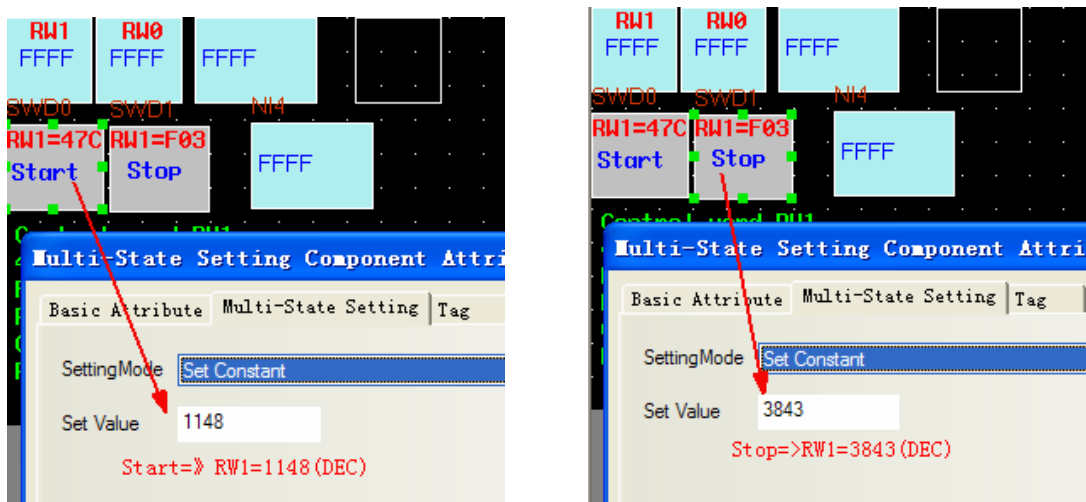 RW1 RW0
FFFF FFFF FFFF
SWD0 SWD1 NI4
RW1=47C RW1=F03
Start Stop FFFF
Multi-State Setting Component Attri
Basic Attribute Multi-State Setting Tag
SettingMode Set Constant
Set Value 1148
Start=》 RW1=1148(DEC)
RW1 RW0
FFFF FFFF FFFF
SWD0 SWD1 NI4
RW1=47C RW1=F03
Start Stop FFFF
Control word RW1
Multi-State Setting Component Attri
Basic Attribute Multi-State Setting Tag
SettingMode Set Constant
Set Value 3843
Stop=>RW1=3843(DEC)